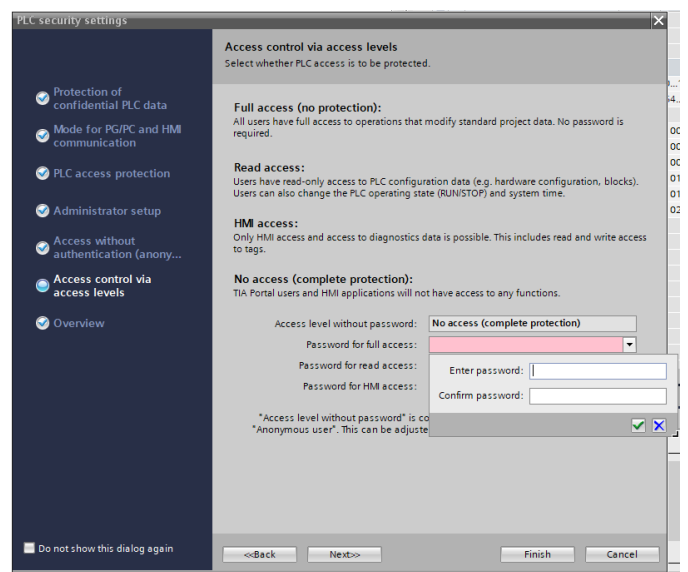 PLC security settings
Access control via access levels
Select whether PLC access is to be protected.
Protection of
confidential PLC data
Mode for PG/PC and HMI
communication
PLC access protection
Administrator setup
Access without
authentication (anony...
Access control via
access levels
Overview
Full access (no protection):
All users have full access to operations that modify standard project data. No password is
required.
Read access:
Users have read-only access to PLC configuration data (e.g. hardware configuration, blocks).
Users can also change the PLC operating state (RUN/STOP) and system time.
HMI access:
Only HMI access and access to diagnostics data is possible. This includes read and write access
to tags.
No access (complete protection):
TIA Portal users and HMI applications will not have access to any functions.
Access level without password: No access (complete protection)
Password for full access:
Password for read access:
Password for HMI access:
Enter password:
Confirm password:
"Access level without password" is co
"Anonymous user". This can be adjuste
Do not show this dialog again
<<Back
Next>>
Finish
Cancel
00
00
00
01
01
02